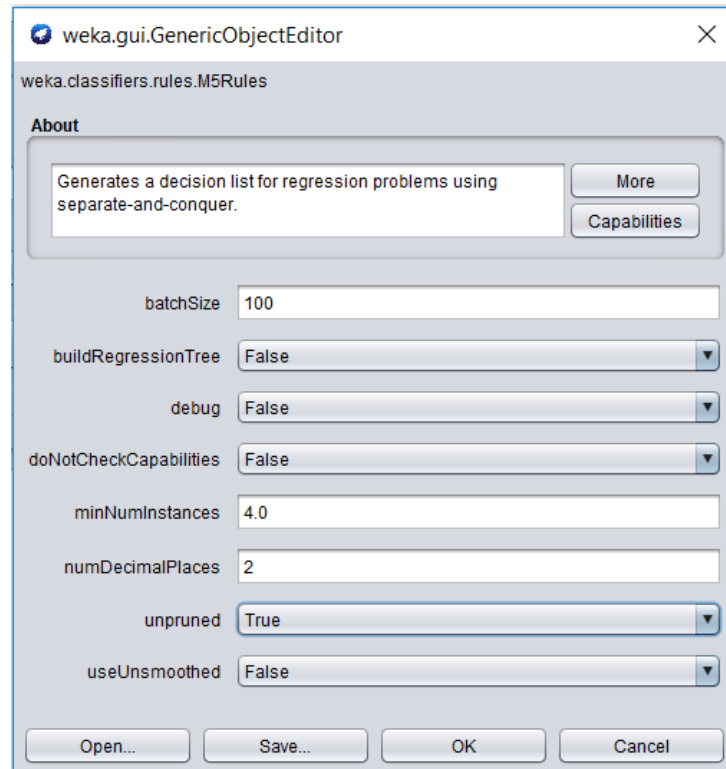 weka.gui.GenericObjectEditor
weka.classifiers.rules.M5Rules
About
Generates a decision list for regression problems using
separate-and-conquer.
More
Capabilities
batchSize 100
buildRegressionTree False
debug False
doNotCheckCapabilities False
minNumInstances 4.0
numDecimalPlaces 2
unpruned True
useUnsmoothed False
Open... Save... OK Cancel